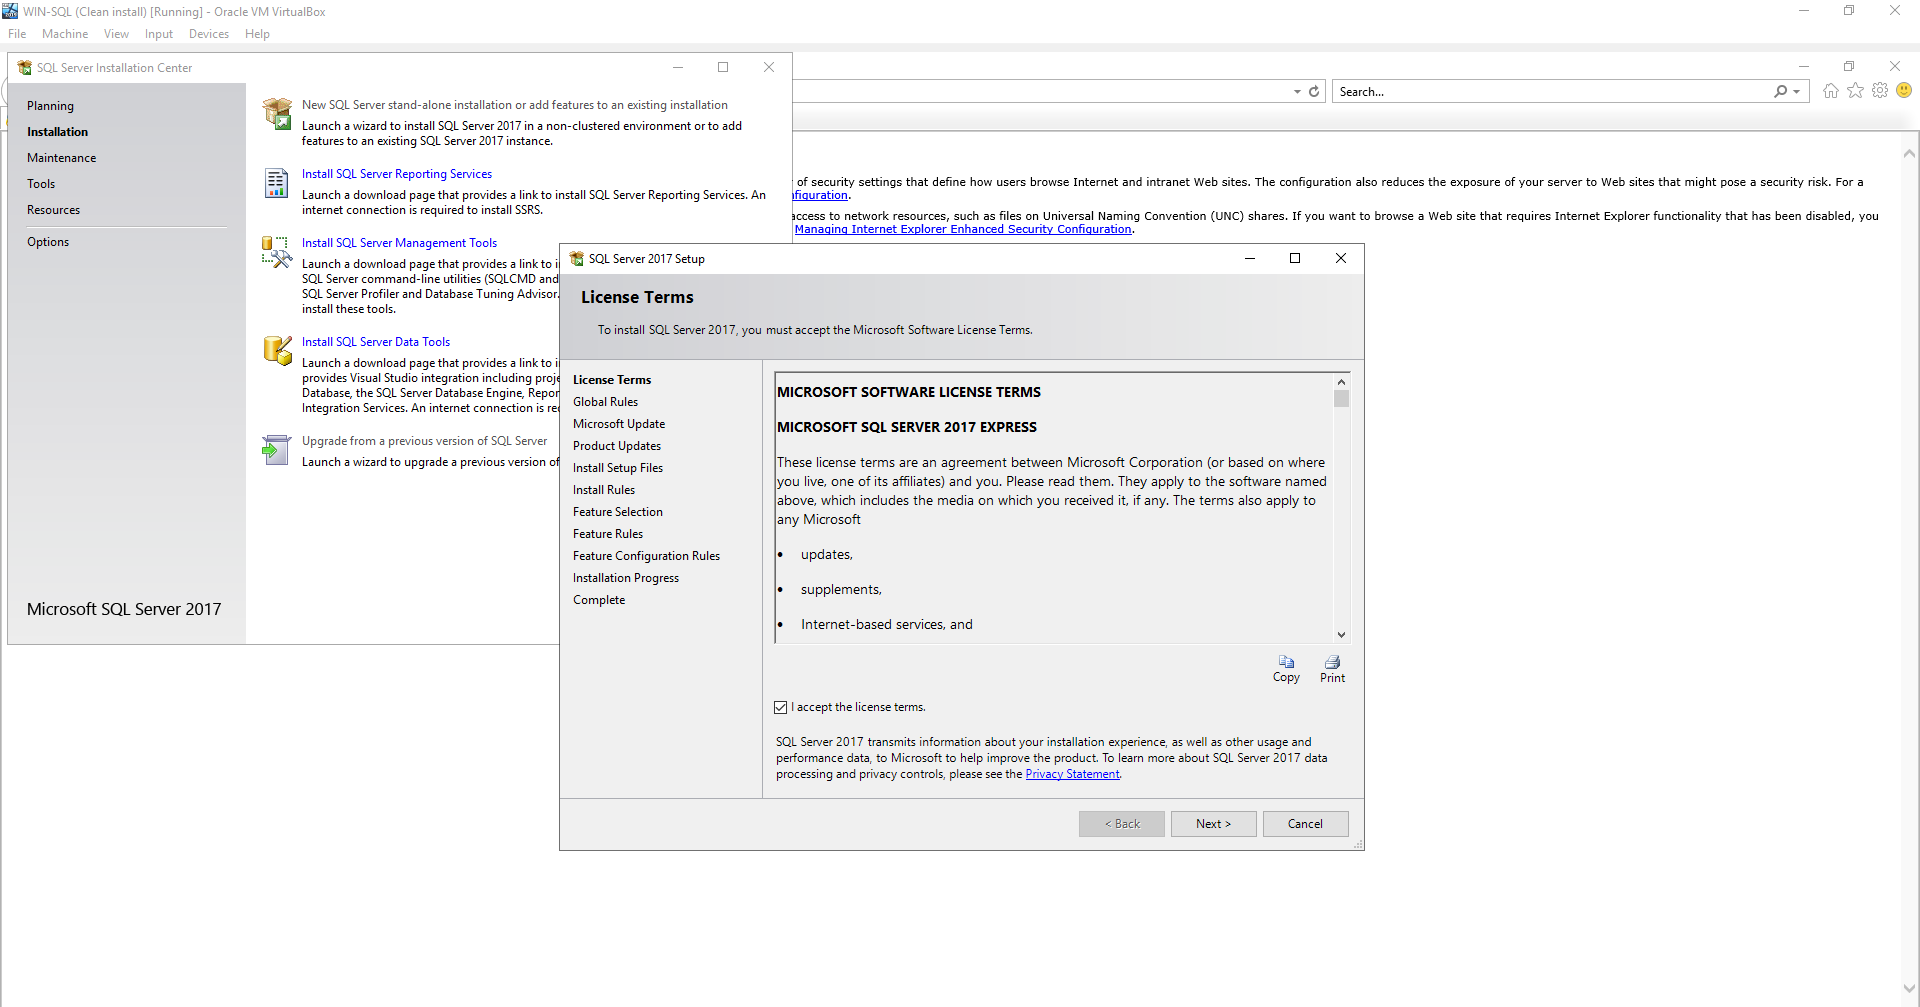 WIN-SQL (Clean install) [Running] - Oracle VM VirtualBox
File Machine View Input Devices Help
SQL Server Installation Center
Planning
Installation
Maintenance
Tools
Resources
Options
Microsoft SQL Server 2017
New SQL Server stand-alone installation or add features to an existing installation
Launch a wizard to install SQL Server 2017 in a non-clustered environment or to add
features to an existing SQL Server 2017 instance.
Install SQL Server Reporting Services
Launch a download page that provides a link to install SQL Server Reporting Services. An
internet connection is required to install SSRS.
Install SQL Server Management Tools
Launch a download page that provides a link to i
SQL Server command-line utilities (SQLCMD and
SQL Server Profiler and Database Tuning Advisor.
install these tools.
Install SQL Server Data Tools
Launch a download page that provides a link to i
provides Visual Studio integration including proje
Database, the SQL Server Database Engine, Repor
Integration Services. An internet connection is re
Upgrade from a previous version of SQL Server
Launch a wizard to upgrade a previous version of
Search...
of security settings that define how users browse Internet and intranet Web sites. The configuration also reduces the exposure of your server to Web sites that might pose a security risk. For a
figuration.
access to network resources, such as files on Universal Naming Convention (UNC) shares. If you want to browse a Web site that requires Internet Explorer functionality that has been disabled, you
Managing Internet Explorer Enhanced Security Configuration.
SQL Server 2017 Setup
License Terms
To install SQL Server 2017, you must accept the Microsoft Software License Terms.
License Terms
Global Rules
Microsoft Update
Product Updates
Install Setup Files
Install Rules
Feature Selection
Feature Rules
Feature Configuration Rules
Installation Progress
Complete
MICROSOFT SOFTWARE LICENSE TERMS
MICROSOFT SQL SERVER 2017 EXPRESS
These license terms are an agreement between Microsoft Corporation (or based on where
you live, one of its affiliates) and you. Please read them. They apply to the software named
above, which includes the media on which you received it, if any. The terms also apply to
any Microsoft
• updates,
• supplements,
• Internet-based services, and
Copy Print
I accept the license terms.
SQL Server 2017 transmits information about your installation experience, as well as other usage and
performance data, to Microsoft to help improve the product. To learn more about SQL Server 2017 data
processing and privacy controls, please see the Privacy Statement.
< Back Next > Cancel